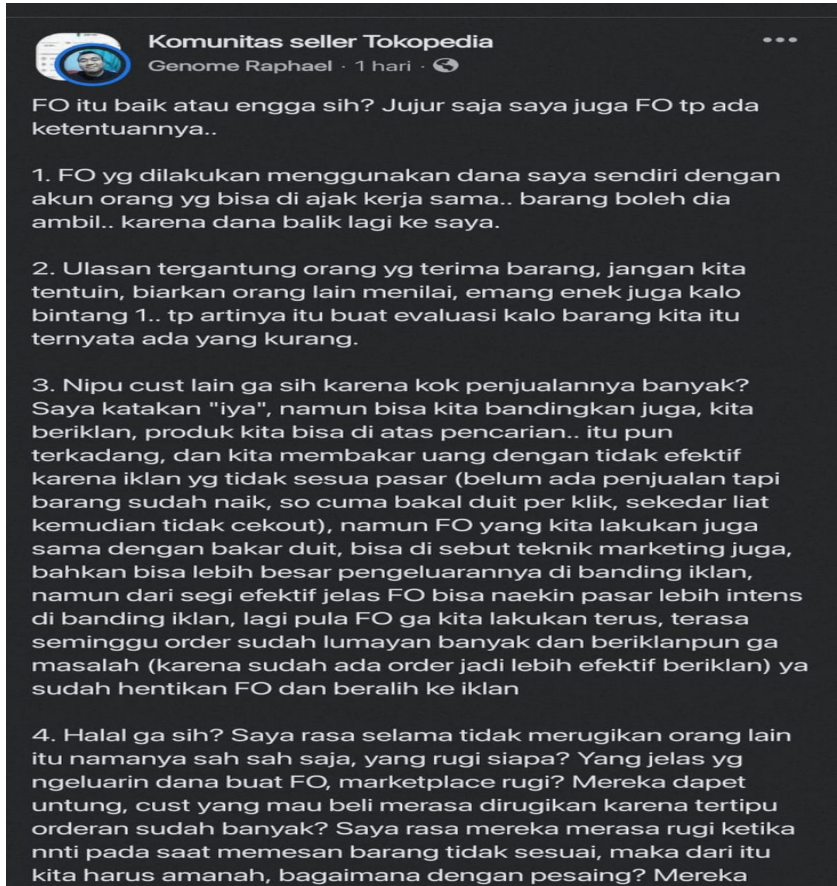 Komunitas seller Tokopedia
Genome Raphael · 1 hari ·
FO itu baik atau engga sih? Jujur saja saya juga FO tp ada
ketentuannya..
1. FO yg dilakukan menggunakan dana saya sendiri dengan
akun orang yg bisa di ajak kerja sama.. barang boleh dia
ambil.. karena dana balik lagi ke saya.
2. Ulasan tergantung orang yg terima barang, jangan kita
tentuin, biarkan orang lain menilai, emang enek juga kalo
bintang 1.. tp artinya itu buat evaluasi kalo barang kita itu
ternyata ada yang kurang.
3. Nipu cust lain ga sih karena kok penjualannya banyak?
Saya katakan "iya", namun bisa kita bandingkan juga, kita
beriklan, produk kita bisa di atas pencarian.. itu pun
terkadang, dan kita membakar uang dengan tidak efektif
karena iklan yg tidak sesua pasar (belum ada penjualan tapi
barang sudah naik, so cuma bakal duit per klik, sekedar liat
kemudian tidak cekout), namun FO yang kita lakukan juga
sama dengan bakar duit, bisa di sebut teknik marketing juga,
bahkan bisa lebih besar pengeluarannya di banding iklan,
namun dari segi efektif jelas FO bisa naekin pasar lebih intens
di banding iklan, lagi pula FO ga kita lakukan terus, terasa
seminggu order sudah lumayan banyak dan beriklanpun ga
masalah (karena sudah ada order jadi lebih efektif beriklan) ya
sudah hentikan FO dan beralih ke iklan
4. Halal ga sih? Saya rasa selama tidak merugikan orang lain
itu namanya sah sah saja, yang rugi siapa? Yang jelas yg
ngeluarin dana buat FO, marketplace rugi? Mereka dapet
untung, cust yang mau beli merasa dirugikan karena tertipu
orderan sudah banyak? Saya rasa mereka merasa rugi ketika
nnti pada saat memesan barang tidak sesuai, maka dari itu
kita harus amanah, bagaimana dengan pesaing? Mereka